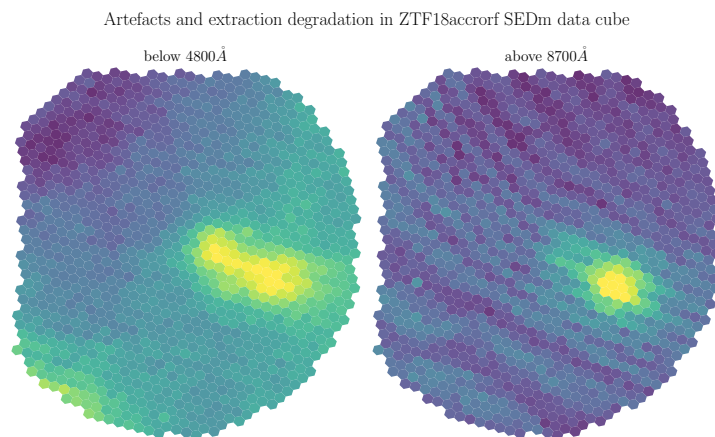 Artefacts and extraction degradation in ZTF18accrorf SEDm data cube
below 4800Å
above 8700Å